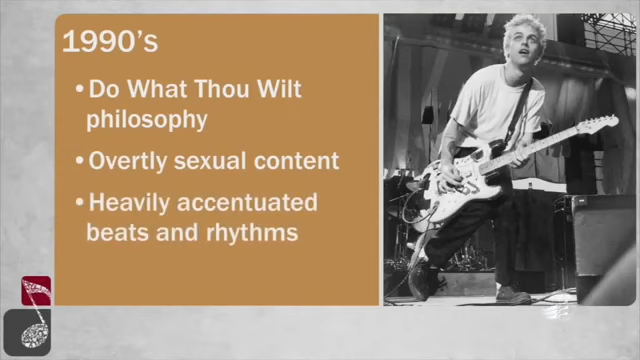 1990's
•Do What Thou Wilt
philosophy
•Overtly sexual content
•Heavily accentuated
beats and rhythms